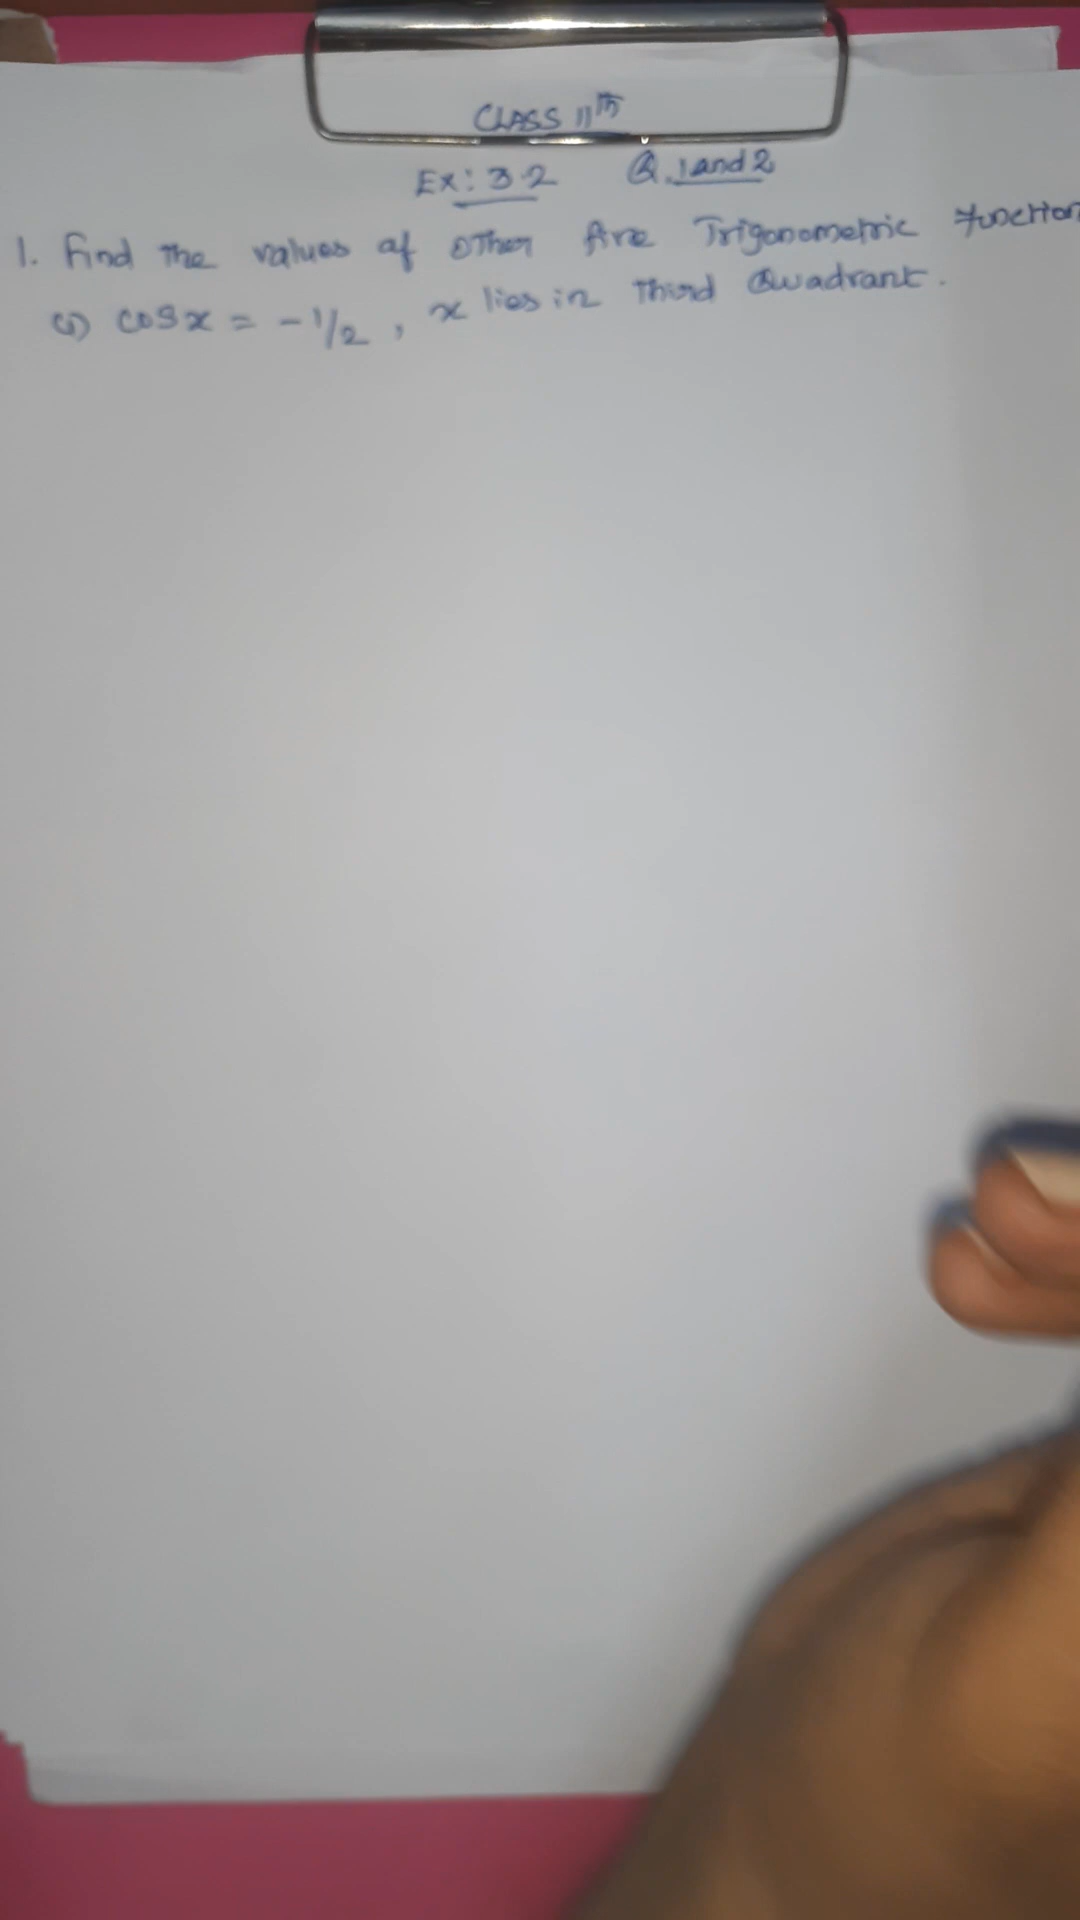 CLASS 11th
Ex: 3.2 Q. 1 and 2
1. Find the values of other five Trigonometric function
(i) cosx = -1/2, x lies in Third Quadrant.